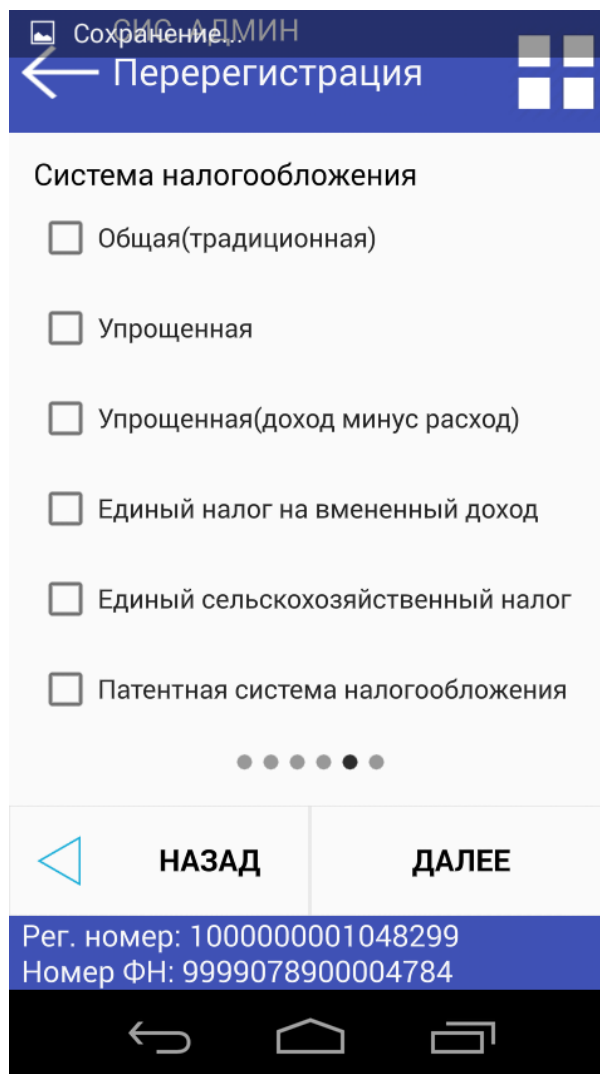 СИС. АДМИН
Сохранение...
Перерегистрация
Система налогообложения
Общая(традиционная)
Упрощенная
Упрощенная(доход минус расход)
Единый налог на вмененный доход
Единый сельскохозяйственный налог
Патентная система налогообложения
НАЗАД
ДАЛЕЕ
Рег. номер: 1000000001048299
Номер ФН: 9999078900004784